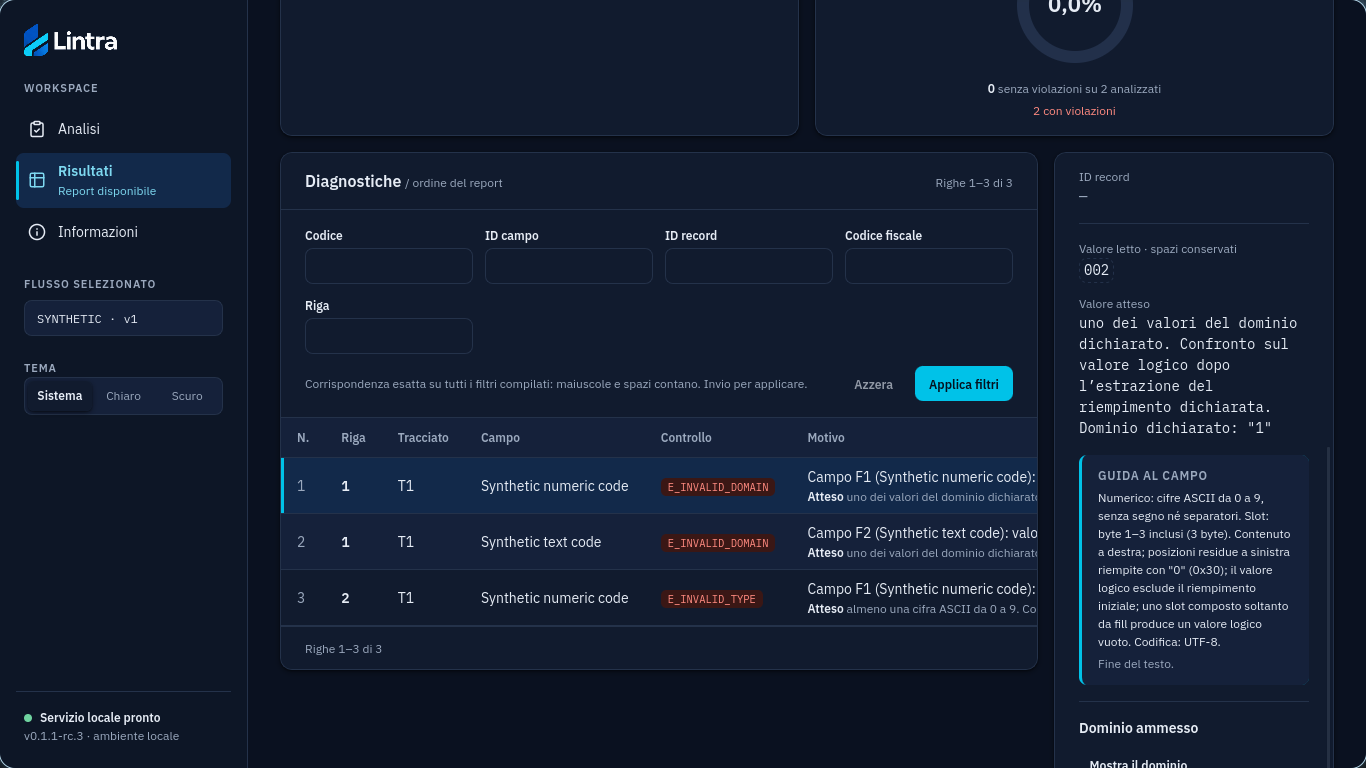 Lintra
WORKSPACE
Analisi
Risultati
Report disponibile
Informazioni
FLUSSO SELEZIONATO
SYNTHETIC · v1
TEMA
Sistema
Chiaro
Scuro
Servizio locale pronto
v0.1.1-rc.3 · ambiente locale
0,0%
0 senza violazioni su 2 analizzati
2 con violazioni
Diagnostiche / ordine del report
Righe 1–3 di 3
Codice
ID campo
ID record
Codice fiscale
Riga
Corrispondenza esatta su tutti i filtri compilati: maiuscole e spazi contano. Invio per applicare.
Azzera
Applica filtri
N. Riga Tracciato Campo Controllo Motivo
1 1 T1 Synthetic numeric code E_INVALID_DOMAIN Campo F1 (Synthetic numeric code):
Atteso uno dei valori del dominio dichiarato
2 1 T1 Synthetic text code E_INVALID_DOMAIN Campo F2 (Synthetic text code): valo
Atteso uno dei valori del dominio dichiarato
3 2 T1 Synthetic numeric code E_INVALID_TYPE Campo F1 (Synthetic numeric code):
Atteso almeno una cifra ASCII da 0 a 9. Co
Righe 1–3 di 3
ID record
—
Valore letto · spazi conservati
002
Valore atteso
uno dei valori del dominio
dichiarato. Confronto sul
valore logico dopo
l’estrazione del
riempimento dichiarata.
Dominio dichiarato: "1"
GUIDA AL CAMPO
Numerico: cifre ASCII da 0 a 9,
senza segno né separatori. Slot:
byte 1–3 inclusi (3 byte). Contenuto
a destra; posizioni residue a sinistra
riempite con "0" (0x30); il valore
logico esclude il riempimento
iniziale; uno slot composto soltanto
da fill produce un valore logico
vuoto. Codifica: UTF-8.
Fine del testo.
Dominio ammesso
Mostra il dominio